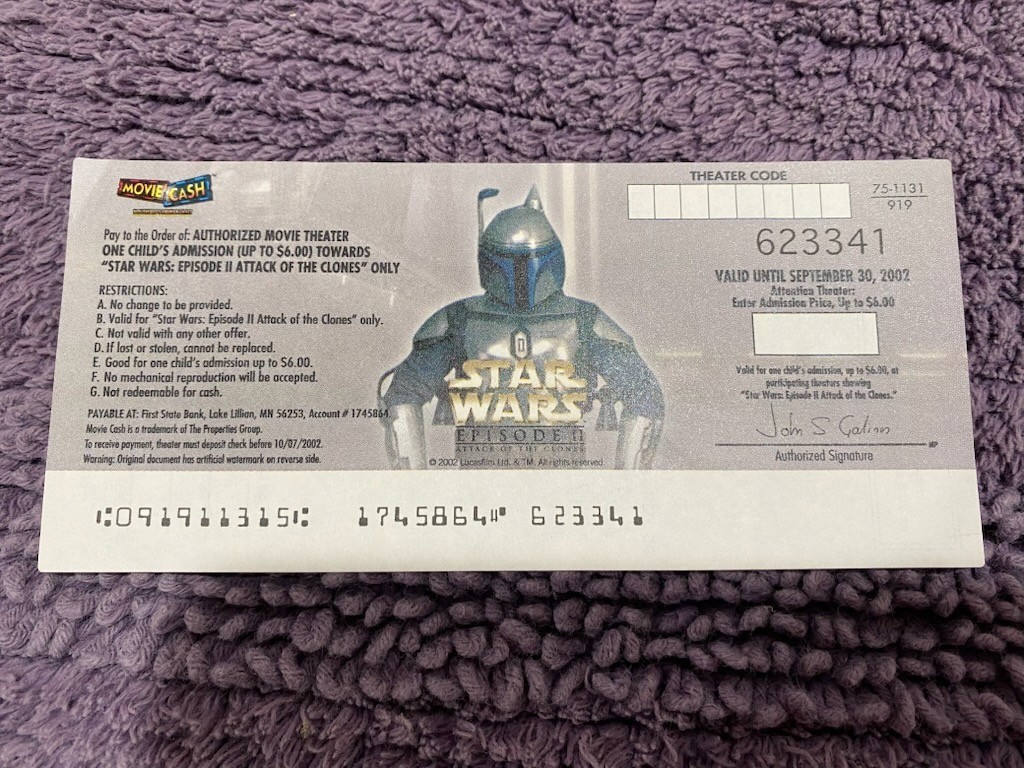 MOVIE CASH
Pay to the Order of: AUTHORIZED MOVIE THEATER
ONE CHILD'S ADMISSION (UP TO $6.00) TOWARDS
"STAR WARS: EPISODE II ATTACK OF THE CLONES" ONLY
RESTRICTIONS:
A. No change to be provided.
B. Valid for "Star Wars: Episode II Attack of the Clones" only.
C. Not valid with any other offer.
D. If lost or stolen, cannot be replaced.
E. Good for one child's admission up to $6.00.
F. No mechanical reproduction will be accepted.
G. Not redeemable for cash.
PAYABLE AT: First State Bank, Lake Lillian, MN 56253, Account # 1745864.
Movie Cash is a trademark of The Properties Group.
To receive payment, theater must deposit check before 10/07/2002.
Warning: Original document has artificial watermark on reverse side.
STAR
WARS
EPISODE II
ATTACK OF THE CLONES
© 2002 Lucasfilm Ltd. & TM. All rights reserved.
THEATER CODE
75-1131
919
623341
VALID UNTIL SEPTEMBER 30, 2002
Attention Theater:
Enter Admission Price, Up to $6.00
Valid for one child's admission, up to $6.00, at
participating theaters showing
"Star Wars: Episode II Attack of the Clones."
John S Galinn
MP
Authorized Signature
⑆091911315⑆ 1745864⑈ 623341